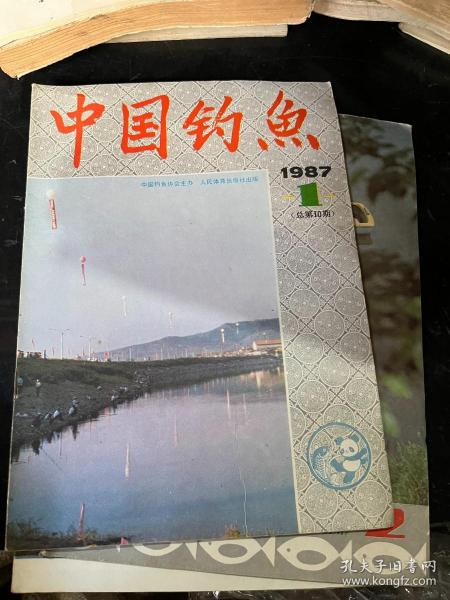 中国钓鱼
中国钓鱼协会主办 人民体育出版社出版
1987
1
（总第10期）
2
孔夫子旧书网
www.kongfz.com